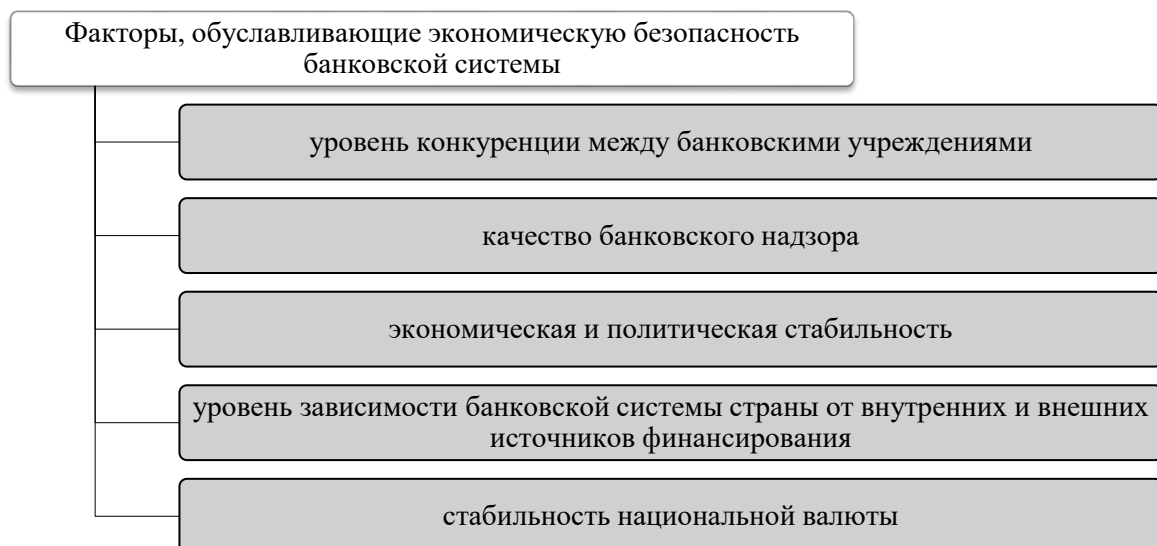 Факторы, обуславливающие экономическую безопасность
банковской системы
уровень конкуренции между банковскими учреждениями
качество банковского надзора
экономическая и политическая стабильность
уровень зависимости банковской системы страны от внутренних и внешних
источников финансирования
стабильность национальной валюты